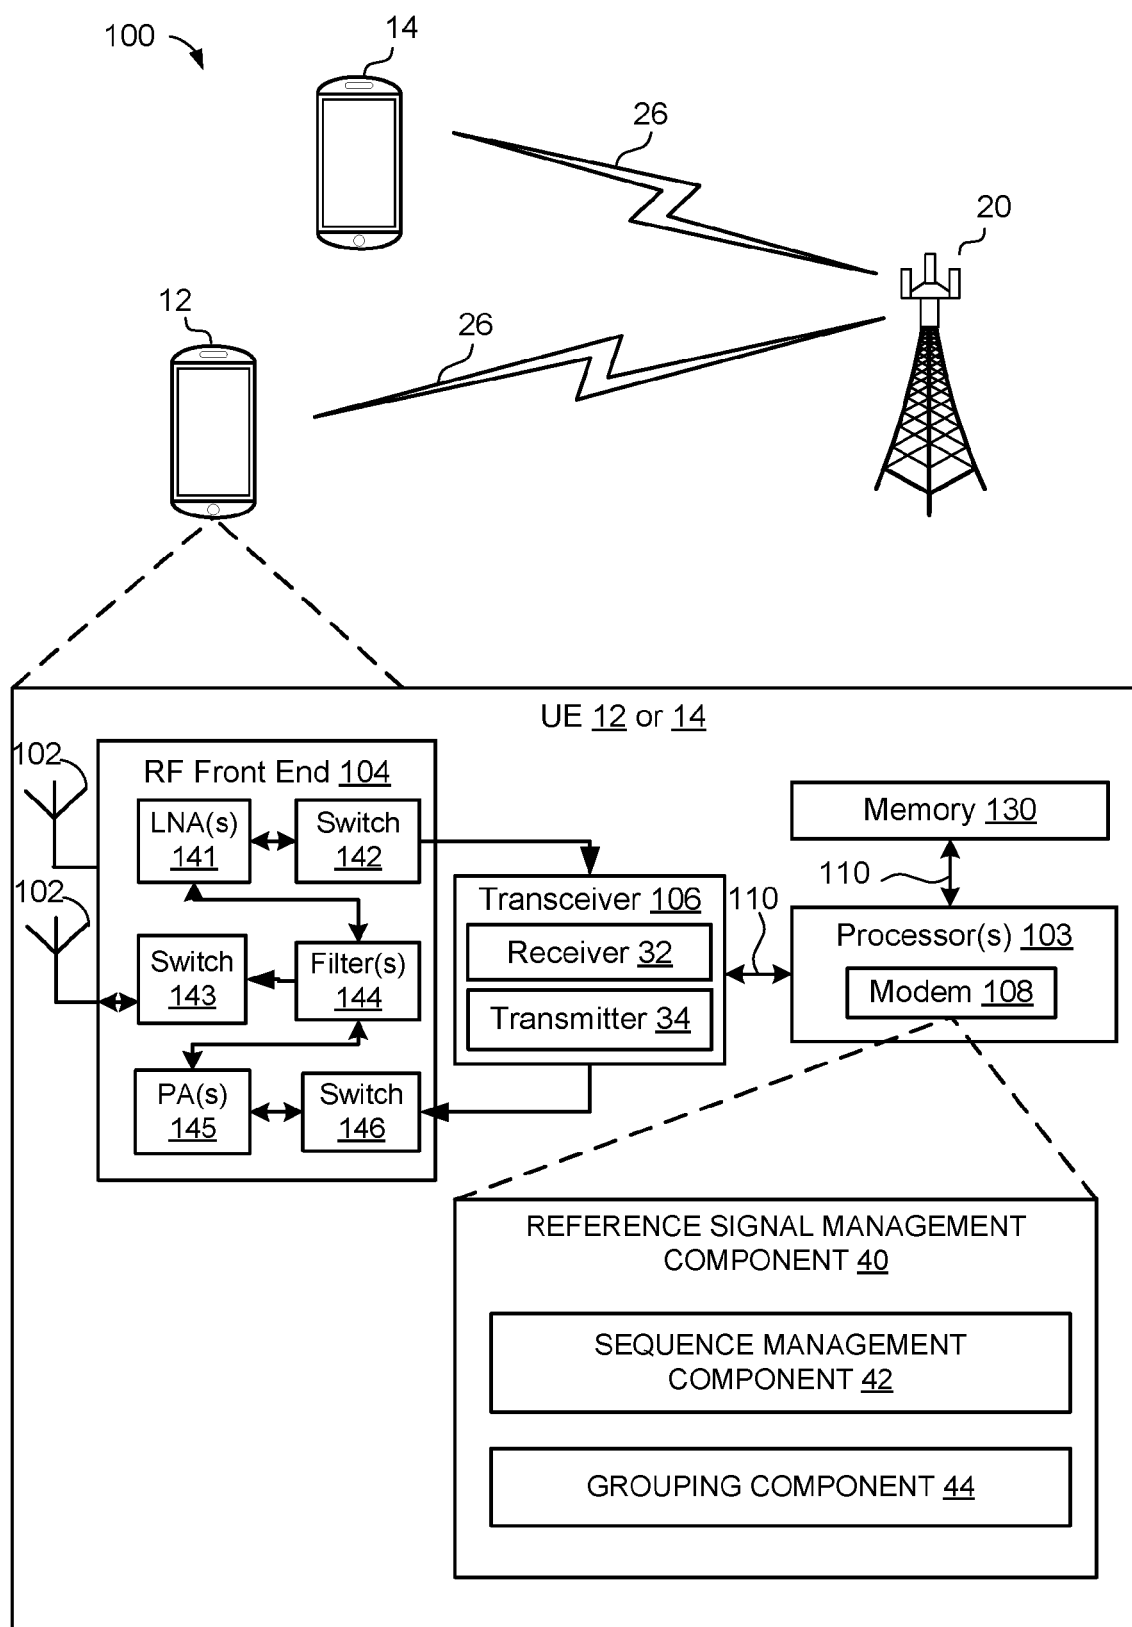 100
14
26
20
12
26
UE 12 or 14
102
RF Front End 104
LNA(s)
141
Switch
142
Memory 130
110
102
Transceiver 106
110
Receiver 32
Transmitter 34
Processor(s) 103
Modem 108
Switch
143
Filter(s)
144
PA(s)
145
Switch
146
REFERENCE SIGNAL MANAGEMENT
COMPONENT 40
SEQUENCE MANAGEMENT
COMPONENT 42
GROUPING COMPONENT 44